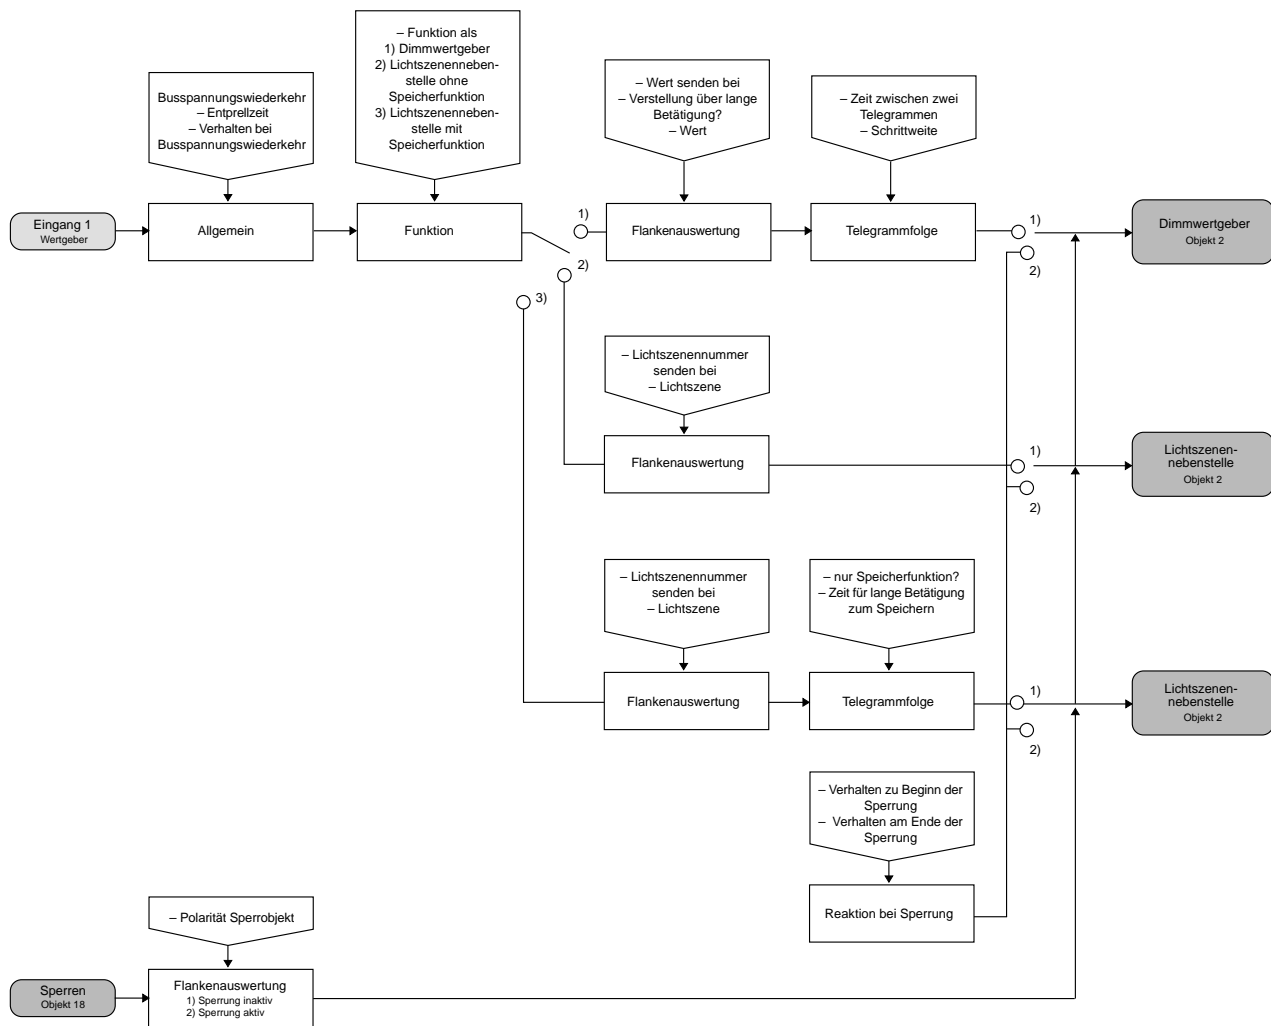 – Funktion als
1) Dimmwertgeber
2) Lichtszenenneben-
stelle ohne
Speicherfunktion
3) Lichtszenenneben-
stelle mit
Speicherfunktion
Busspannungswiederkehr
– Entprellzeit
– Verhalten bei
Busspannungswiederkehr
– Wert senden bei
– Verstellung über lange
Betätigung?
– Wert
– Zeit zwischen zwei
Telegrammen
– Schrittweite
Eingang 1
Wertgeber
Allgemein
Funktion
1)
2)
3)
Flankenauswertung
Telegrammfolge
1)
2)
Dimmwertgeber
Objekt 2
– Lichtszenennummer
senden bei
– Lichtszene
Flankenauswertung
1)
2)
Lichtszenen-
nebenstelle
Objekt 2
– Lichtszenennummer
senden bei
– Lichtszene
– nur Speicherfunktion?
– Zeit für lange Betätigung
zum Speichern
Flankenauswertung
Telegrammfolge
1)
2)
Lichtszenen-
nebenstelle
Objekt 2
– Verhalten zu Beginn der
Sperrung
– Verhalten am Ende der
Sperrung
Reaktion bei Sperrung
– Polarität Sperrobjekt
Sperren
Objekt 18
Flankenauswertung
1) Sperrung inaktiv
2) Sperrung aktiv